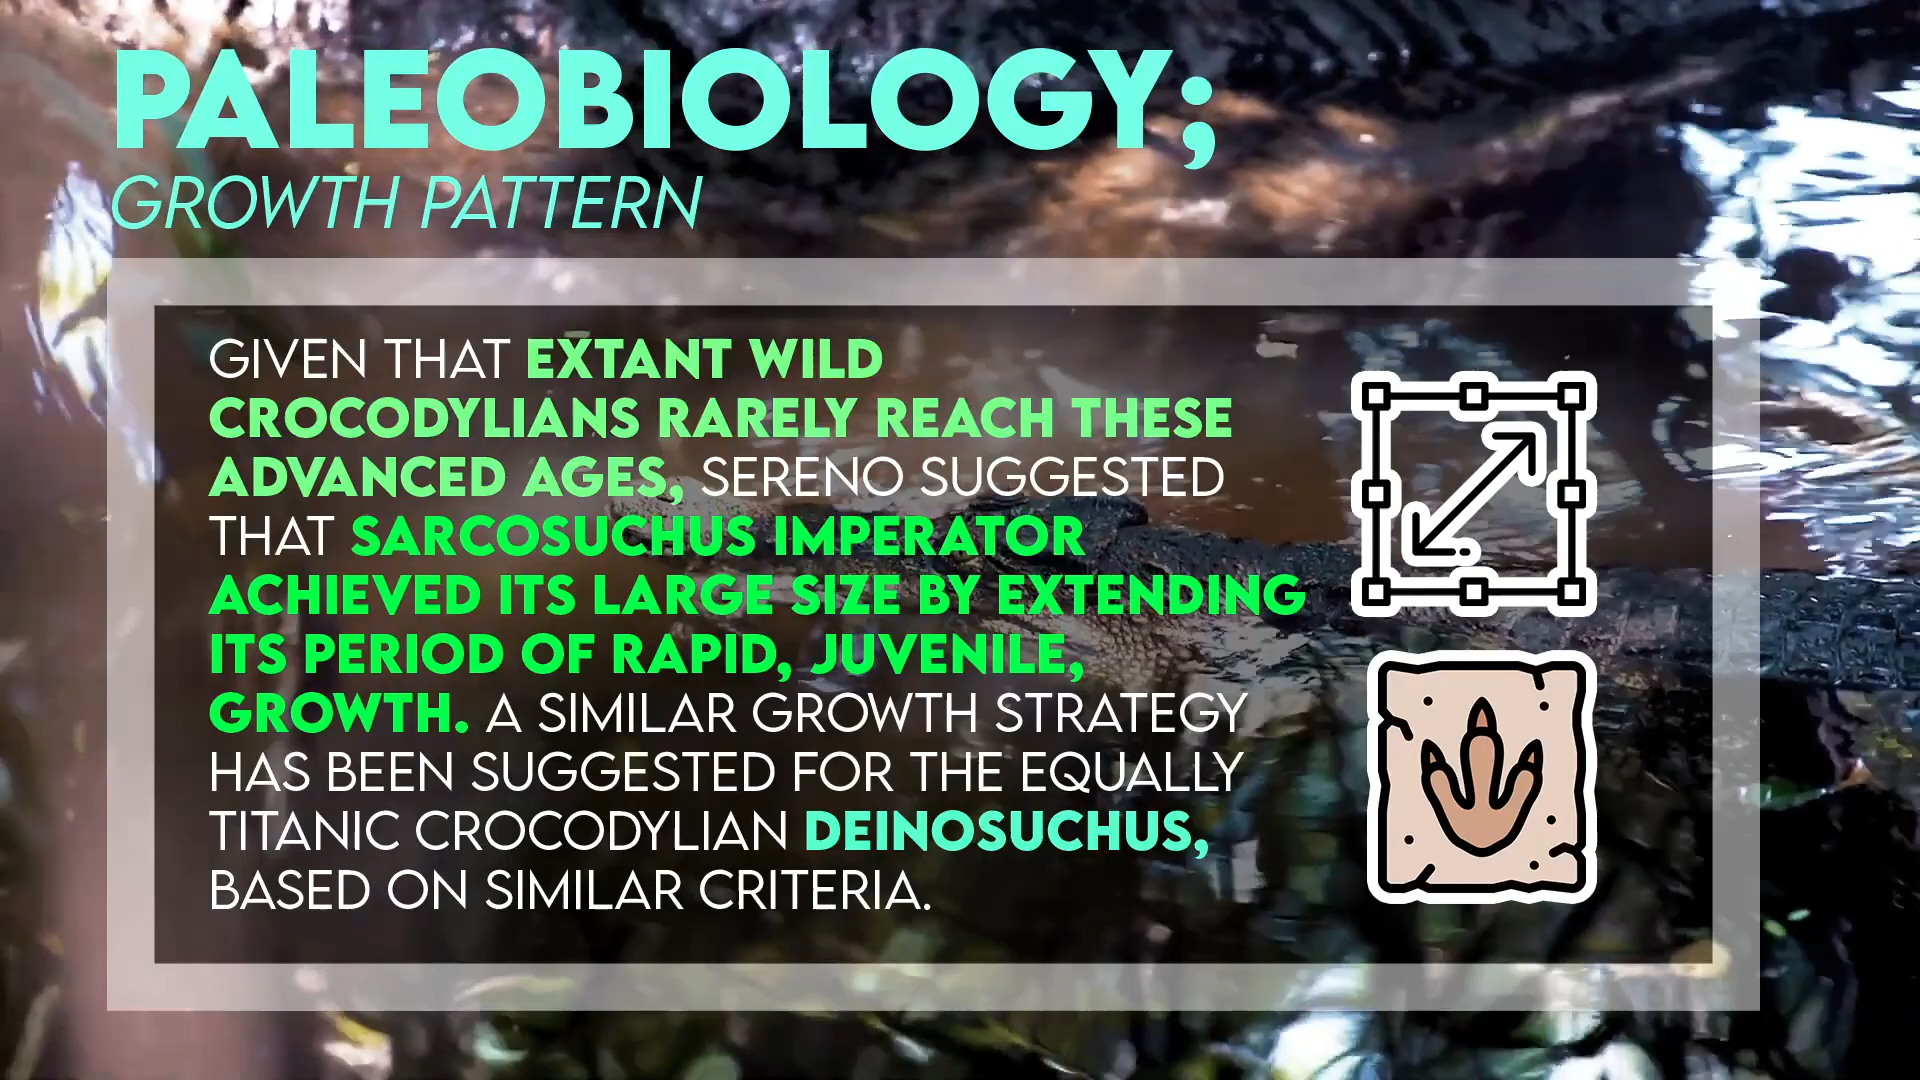 PALEOBIOLOGY;
GROWTH PATTERN
GIVEN THAT EXTANT WILD
CROCODYLIANS RARELY REACH THESE
ADVANCED AGES, SERENO SUGGESTED
THAT SARCOSUCHUS IMPERATOR
ACHIEVED ITS LARGE SIZE BY EXTENDING
ITS PERIOD OF RAPID, JUVENILE,
GROWTH. A SIMILAR GROWTH STRATEGY
HAS BEEN SUGGESTED FOR THE EQUALLY
TITANIC CROCODYLIAN DEINOSUCHUS,
BASED ON SIMILAR CRITERIA.